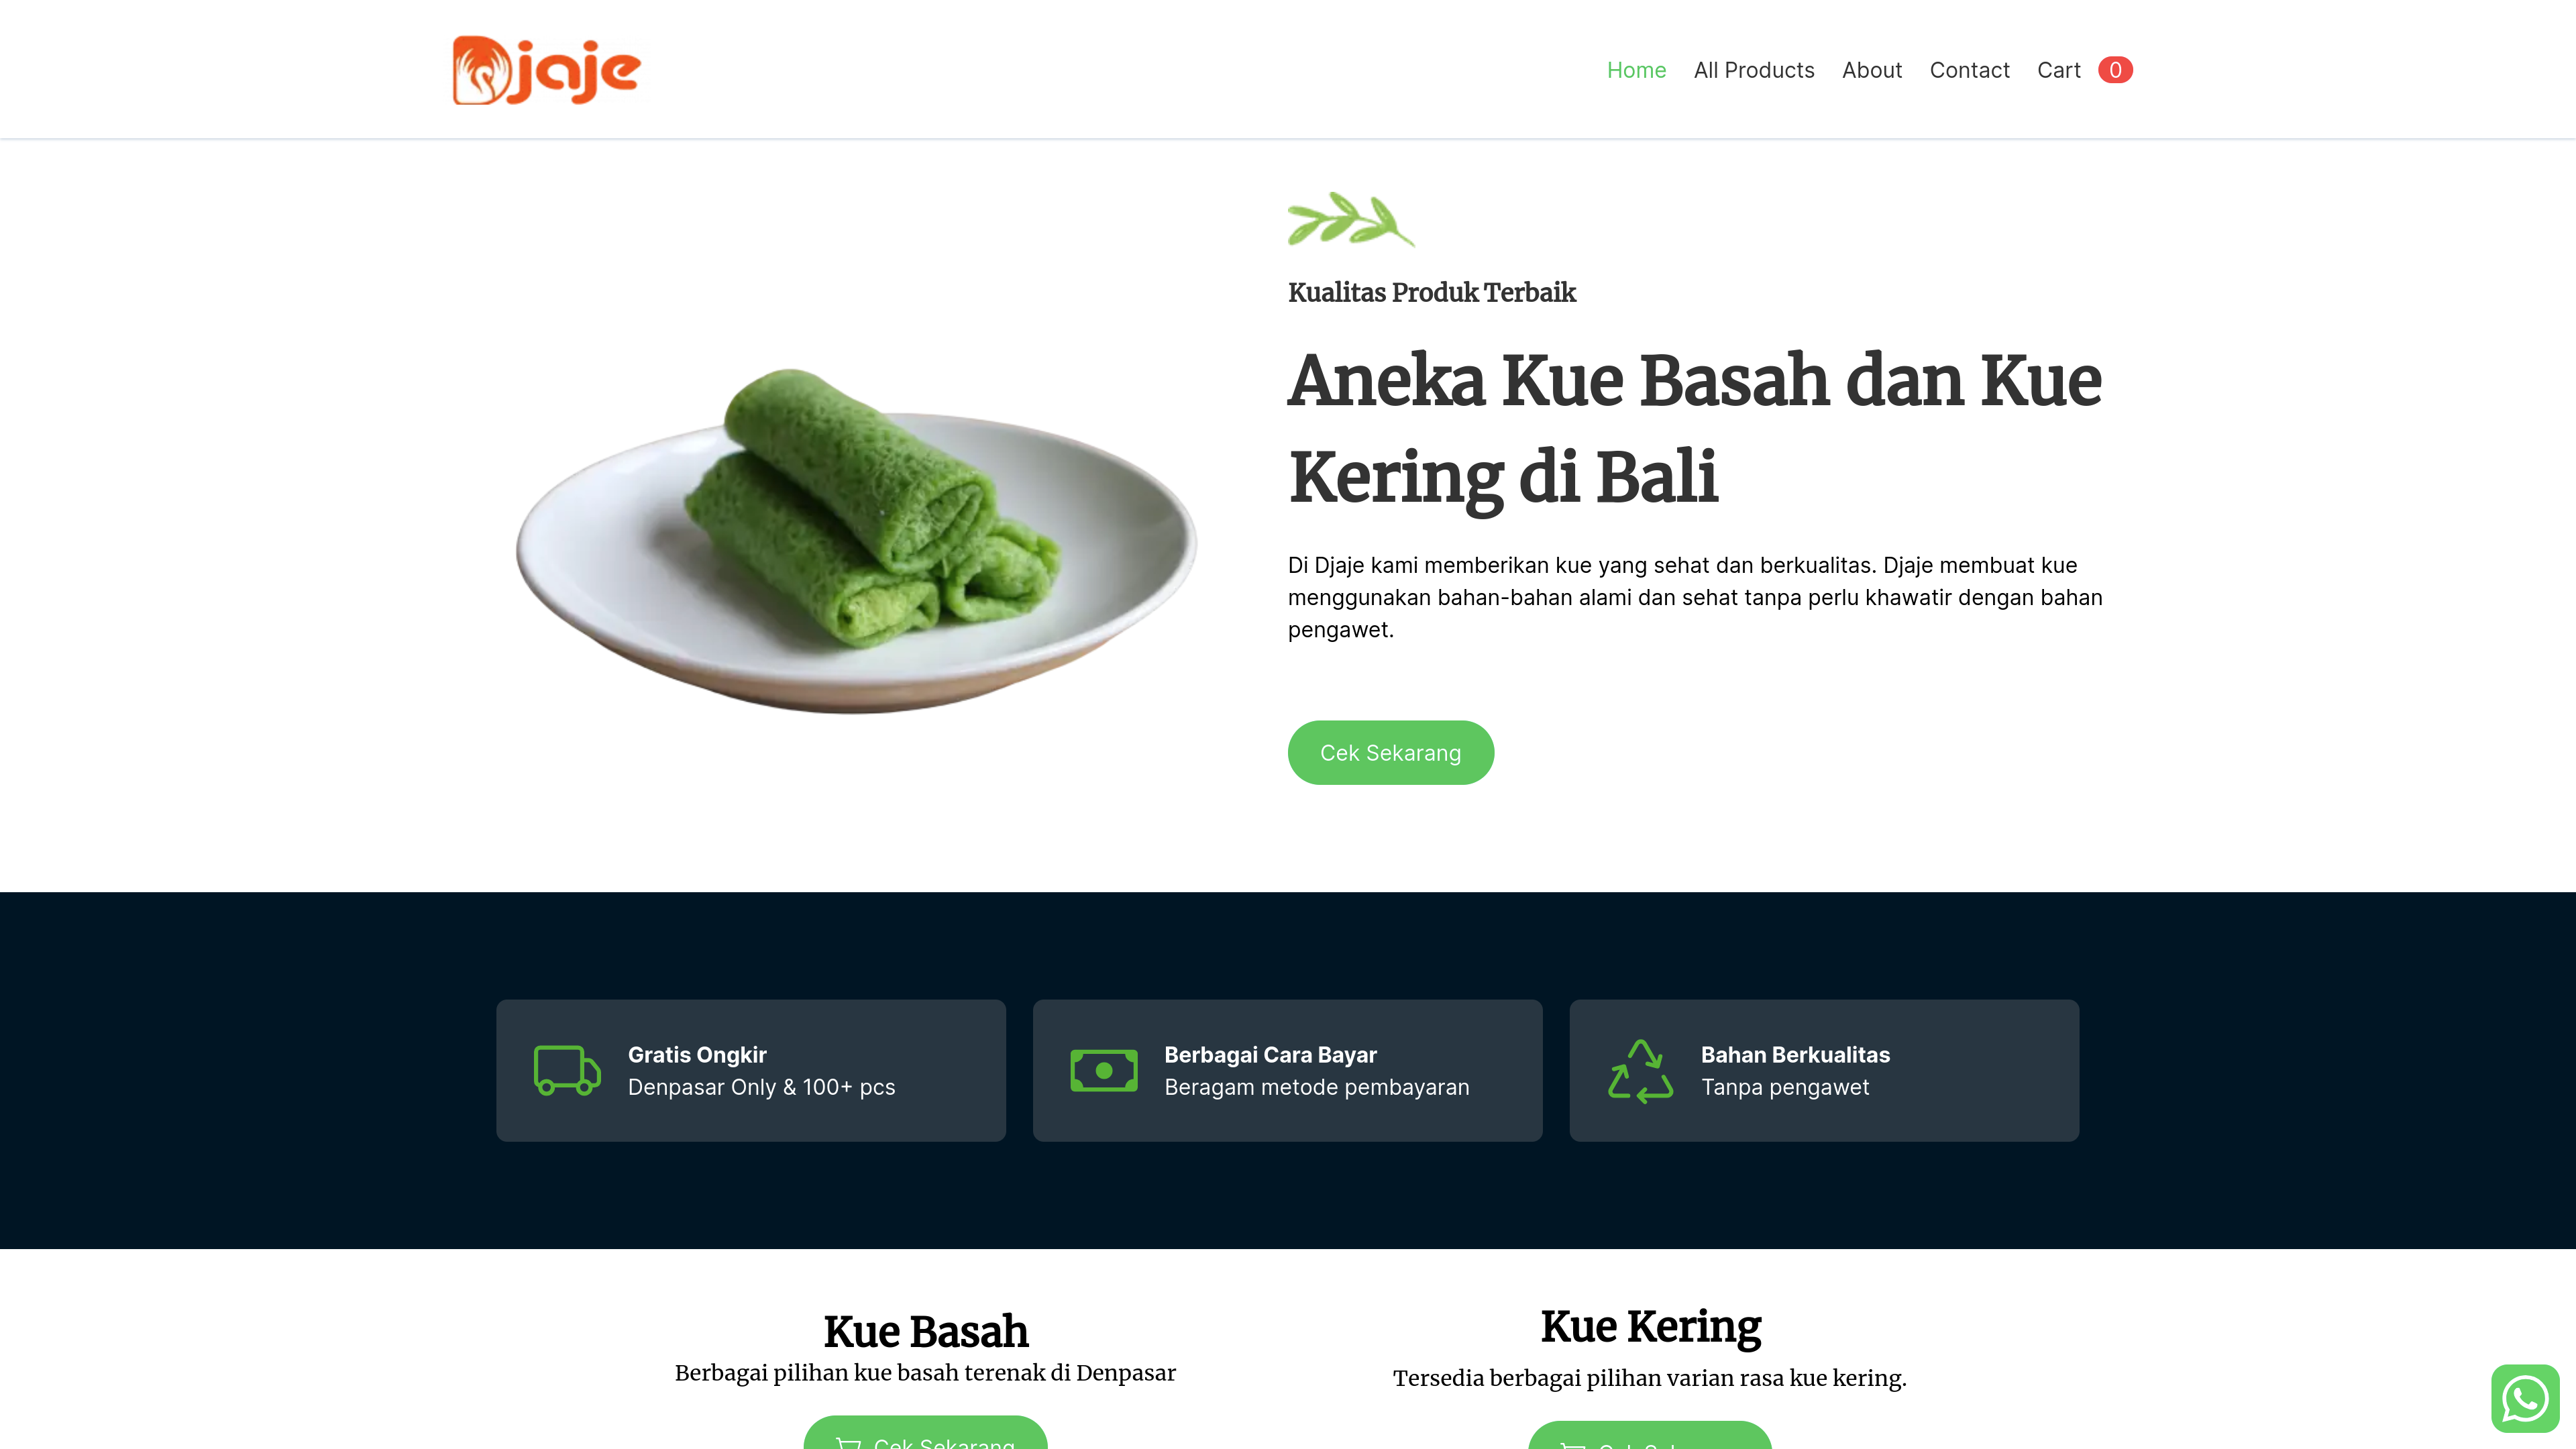 Djaje
Home All Products About Contact Cart 0
Kualitas Produk Terbaik
Aneka Kue Basah dan Kue
Kering di Bali
Di Djaje kami memberikan kue yang sehat dan berkualitas. Djaje membuat kue
menggunakan bahan-bahan alami dan sehat tanpa perlu khawatir dengan bahan
pengawet.
Cek Sekarang
Gratis Ongkir
Denpasar Only & 100+ pcs
Berbagai Cara Bayar
Beragam metode pembayaran
Bahan Berkualitas
Tanpa pengawet
Kue Basah
Berbagai pilihan kue basah terenak di Denpasar
Cek Sekarang
Kue Kering
Tersedia berbagai pilihan varian rasa kue kering.